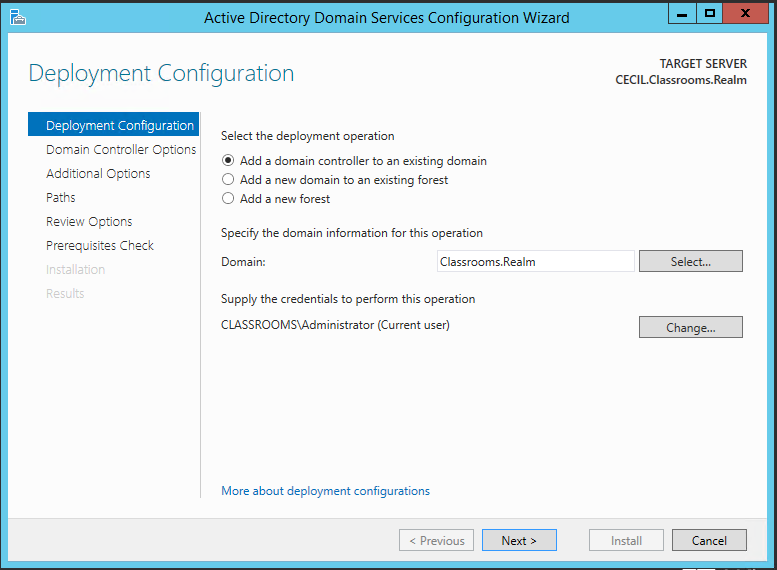 Active Directory Domain Services Configuration Wizard
Deployment Configuration
TARGET SERVER
CECIL.Classrooms.Realm
Deployment Configuration
Domain Controller Options
Additional Options
Paths
Review Options
Prerequisites Check
Installation
Results
Select the deployment operation
Add a domain controller to an existing domain
Add a new domain to an existing forest
Add a new forest
Specify the domain information for this operation
Domain: Classrooms.Realm Select...
Supply the credentials to perform this operation
CLASSROOMS\Administrator (Current user) Change...
More about deployment configurations
< Previous Next > Install Cancel